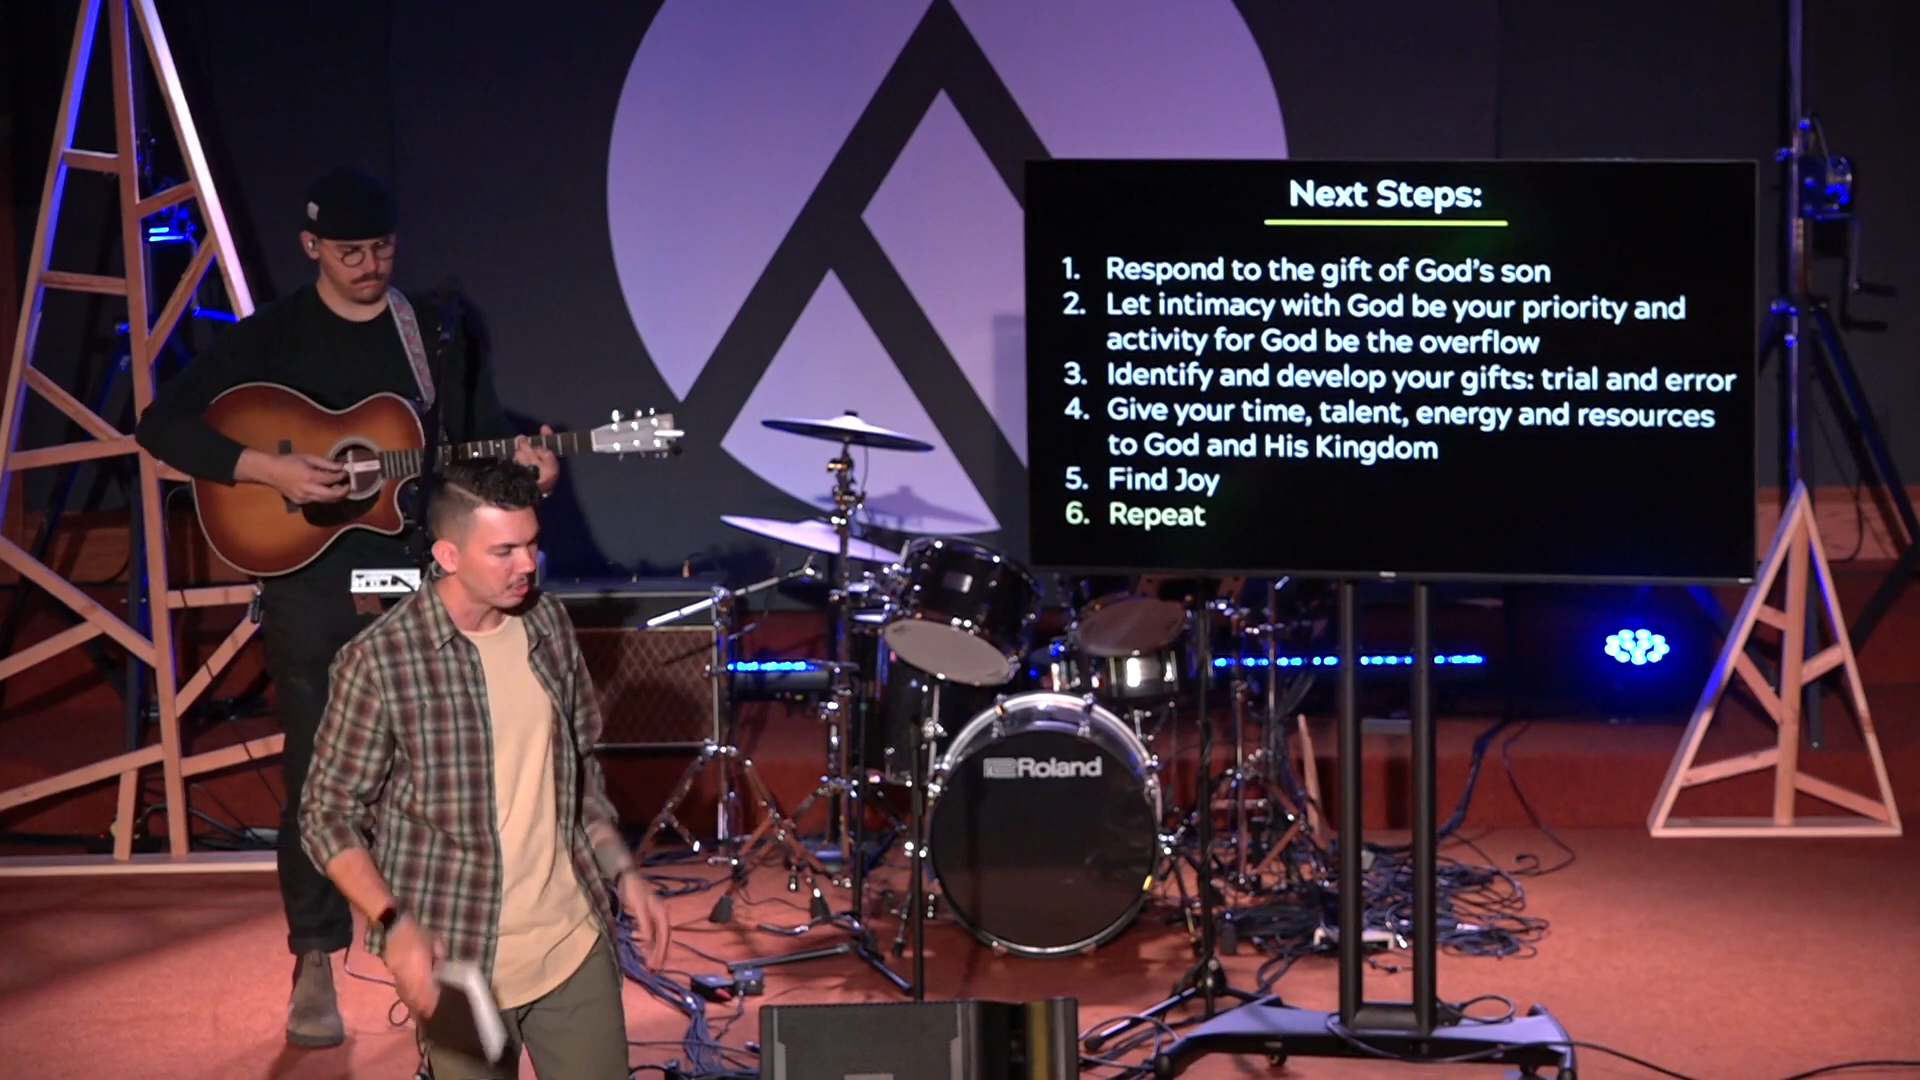 Next Steps:
1. Respond to the gift of God's son
2. Let intimacy with God be your priority and
activity for God be the overflow
3. Identify and develop your gifts: trial and error
4. Give your time, talent, energy and resources
to God and His Kingdom
5. Find Joy
6. Repeat
Roland